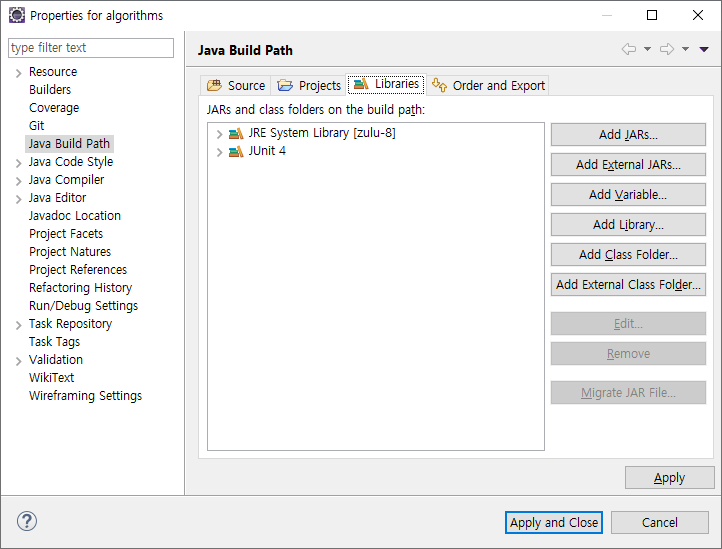 Properties for algorithms
type filter text
Resource
Builders
Coverage
Git
Java Build Path
Java Code Style
Java Compiler
Java Editor
Javadoc Location
Project Facets
Project Natures
Project References
Refactoring History
Run/Debug Settings
Task Repository
Task Tags
Validation
WikiText
Wireframing Settings
Java Build Path
Source
Projects
Libraries
Order and Export
JARs and class folders on the build path:
JRE System Library [zulu-8]
JUnit 4
Add JARs...
Add External JARs...
Add Variable...
Add Library...
Add Class Folder...
Add External Class Folder...
Edit...
Remove
Migrate JAR File...
Apply
?
Apply and Close
Cancel